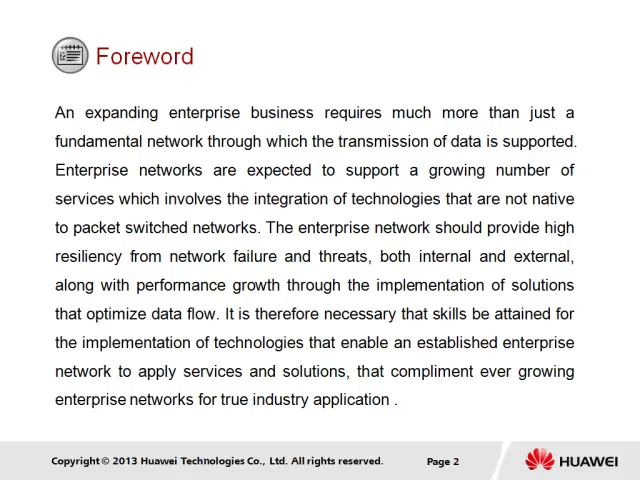 Foreword
An expanding enterprise business requires much more than just a
fundamental network through which the transmission of data is supported.
Enterprise networks are expected to support a growing number of
services which involves the integration of technologies that are not native
to packet switched networks. The enterprise network should provide high
resiliency from network failure and threats, both internal and external,
along with performance growth through the implementation of solutions
that optimize data flow. It is therefore necessary that skills be attained for
the implementation of technologies that enable an established enterprise
network to apply services and solutions, that compliment ever growing
enterprise networks for true industry application .
Copyright © 2013 Huawei Technologies Co., Ltd. All rights reserved.
Page 2
HUAWEI